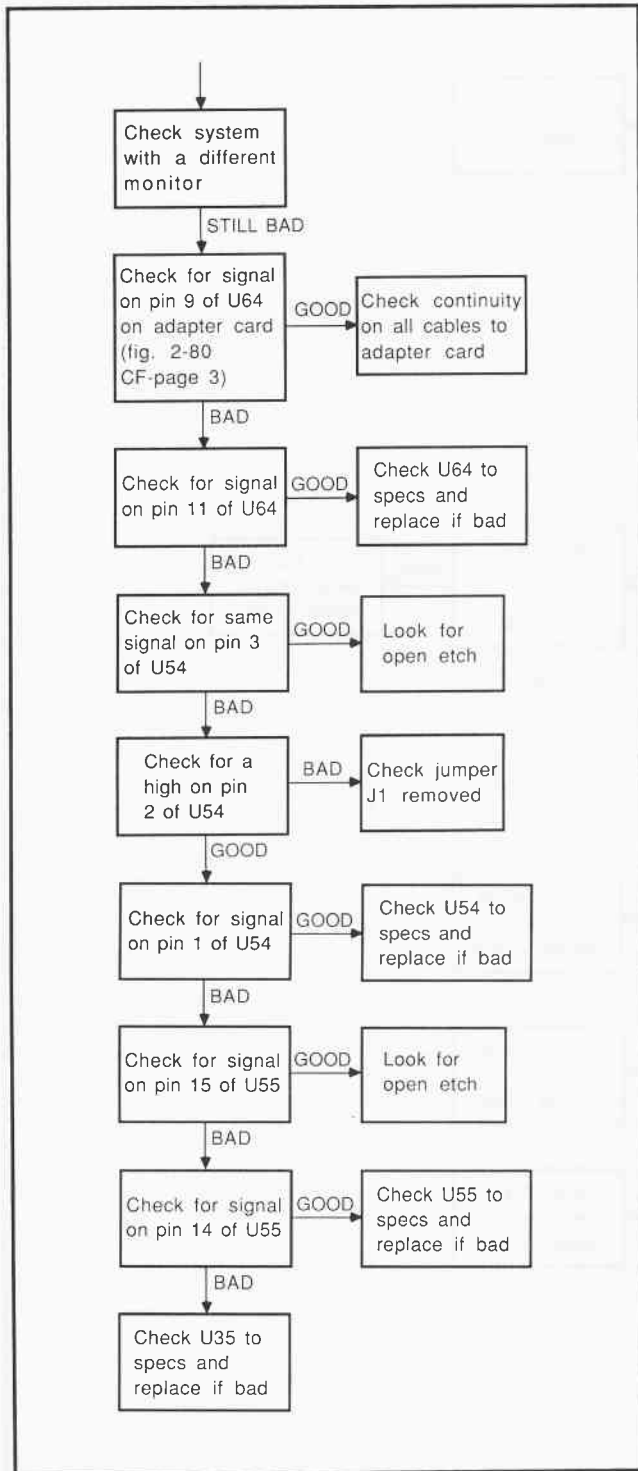 Check system
with a different
monitor
STILL BAD
Check for signal
on pin 9 of U64
on adapter card
(fig. 2-80
CF-page 3)
GOOD
Check continuity
on all cables to
adapter card
BAD
Check for signal
on pin 11 of U64
GOOD
Check U64 to
specs and
replace if bad
BAD
Check for same
signal on pin 3
of U54
GOOD
Look for
open etch
BAD
Check for a
high on pin
2 of U54
BAD
Check jumper
J1 removed
GOOD
Check for signal
on pin 1 of U54
GOOD
Check U54 to
specs and
replace if bad
BAD
Check for signal
on pin 15 of U55
GOOD
Look for
open etch
BAD
Check for signal
on pin 14 of U55
GOOD
Check U55 to
specs and
replace if bad
BAD
Check U35 to
specs and
replace if bad